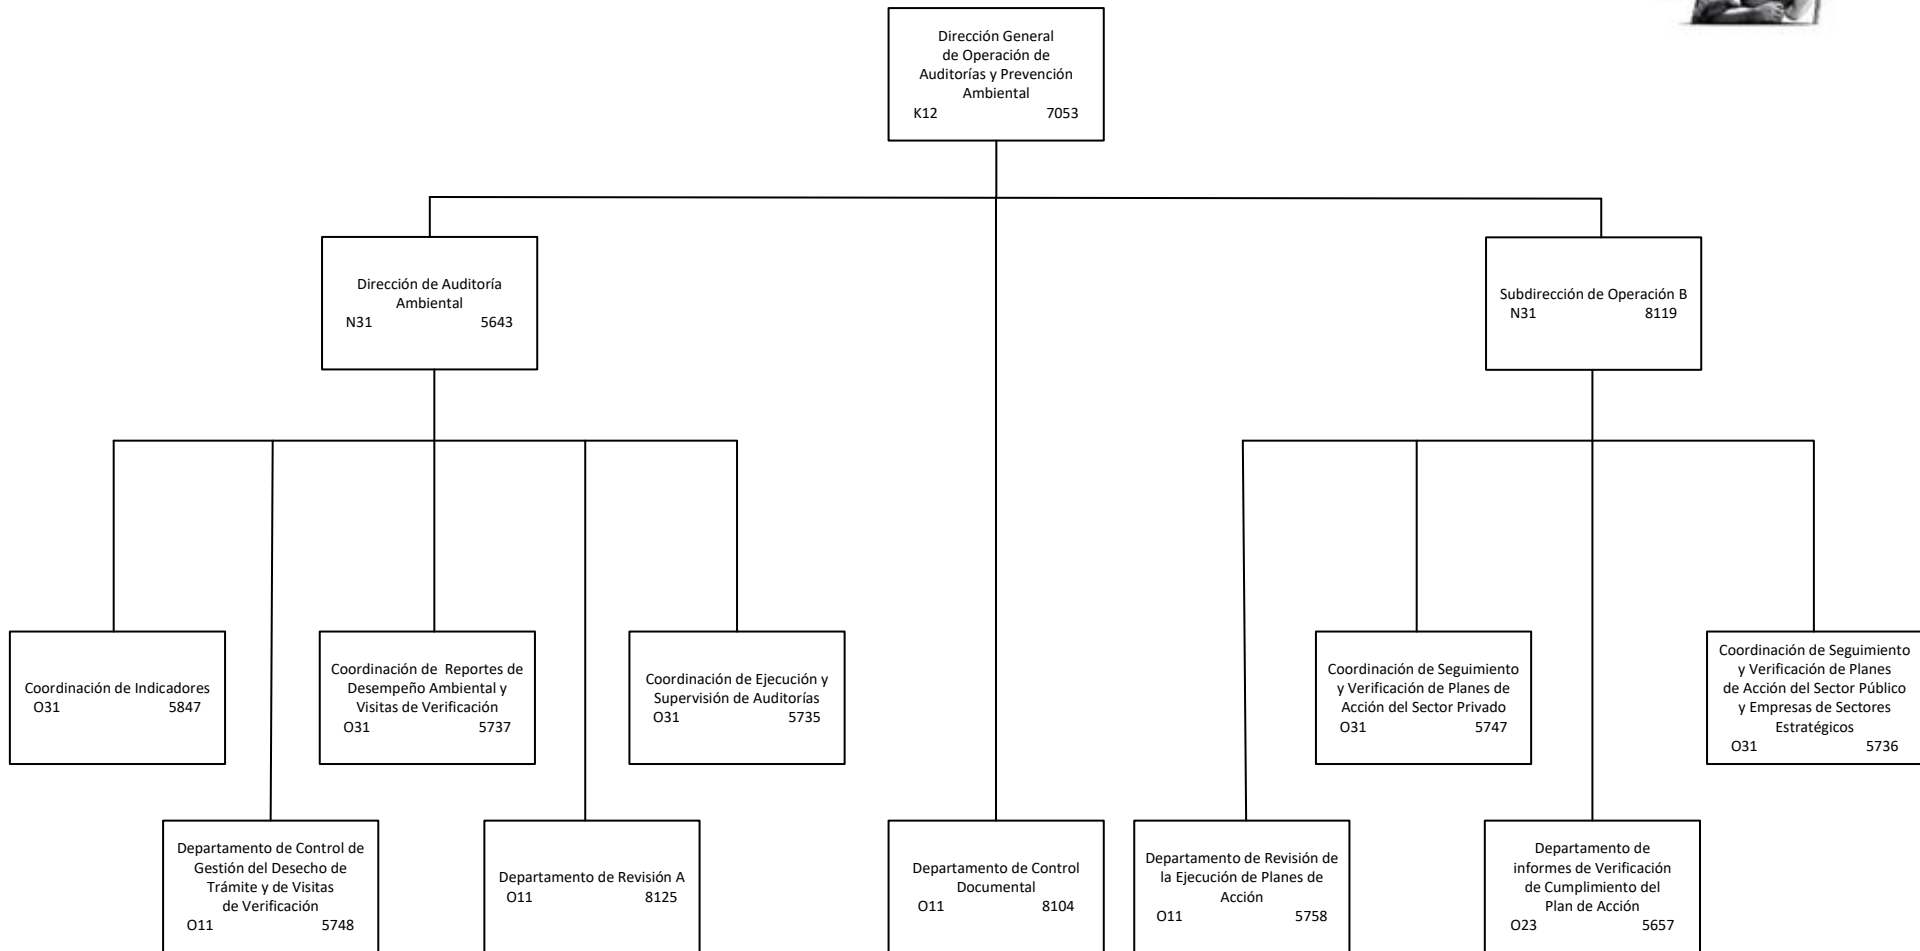 Dirección General
de Operación de
Auditorías y Prevención
Ambiental
K12 7053
Dirección de Auditoría
Ambiental
N31 5643
Subdirección de Operación B
N31 8119
Coordinación de Indicadores
O31 5847
Coordinación de Reportes de
Desempeño Ambiental y
Visitas de Verificación
O31 5737
Coordinación de Ejecución y
Supervisión de Auditorías
O31 5735
Coordinación de Seguimiento
y Verificación de Planes de
Acción del Sector Privado
O31 5747
Coordinación de Seguimiento
y Verificación de Planes
de Acción del Sector Público
y Empresas de Sectores
Estratégicos
O31 5736
Departamento de Control de
Gestión del Desecho de
Trámite y de Visitas
de Verificación
O11 5748
Departamento de Revisión A
O11 8125
Departamento de Control
Documental
O11 8104
Departamento de Revisión de
la Ejecución de Planes de
Acción
O11 5758
Departamento de
informes de Verificación
de Cumplimiento del
Plan de Acción
O23 5657